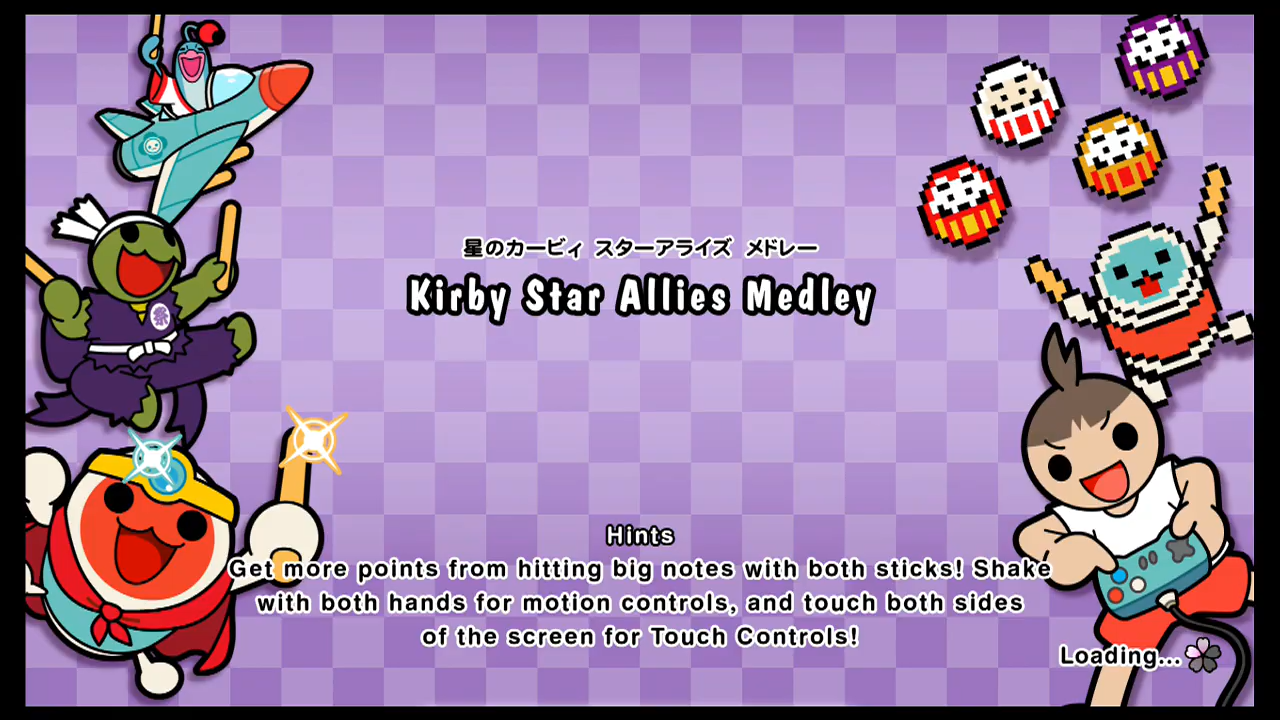 星のカービィ スターアライズ メドレー
Kirby Star Allies Medley
祭
Hints
Get more points from hitting big notes with both sticks! Shake
with both hands for motion controls, and touch both sides
of the screen for Touch Controls!
Loading...